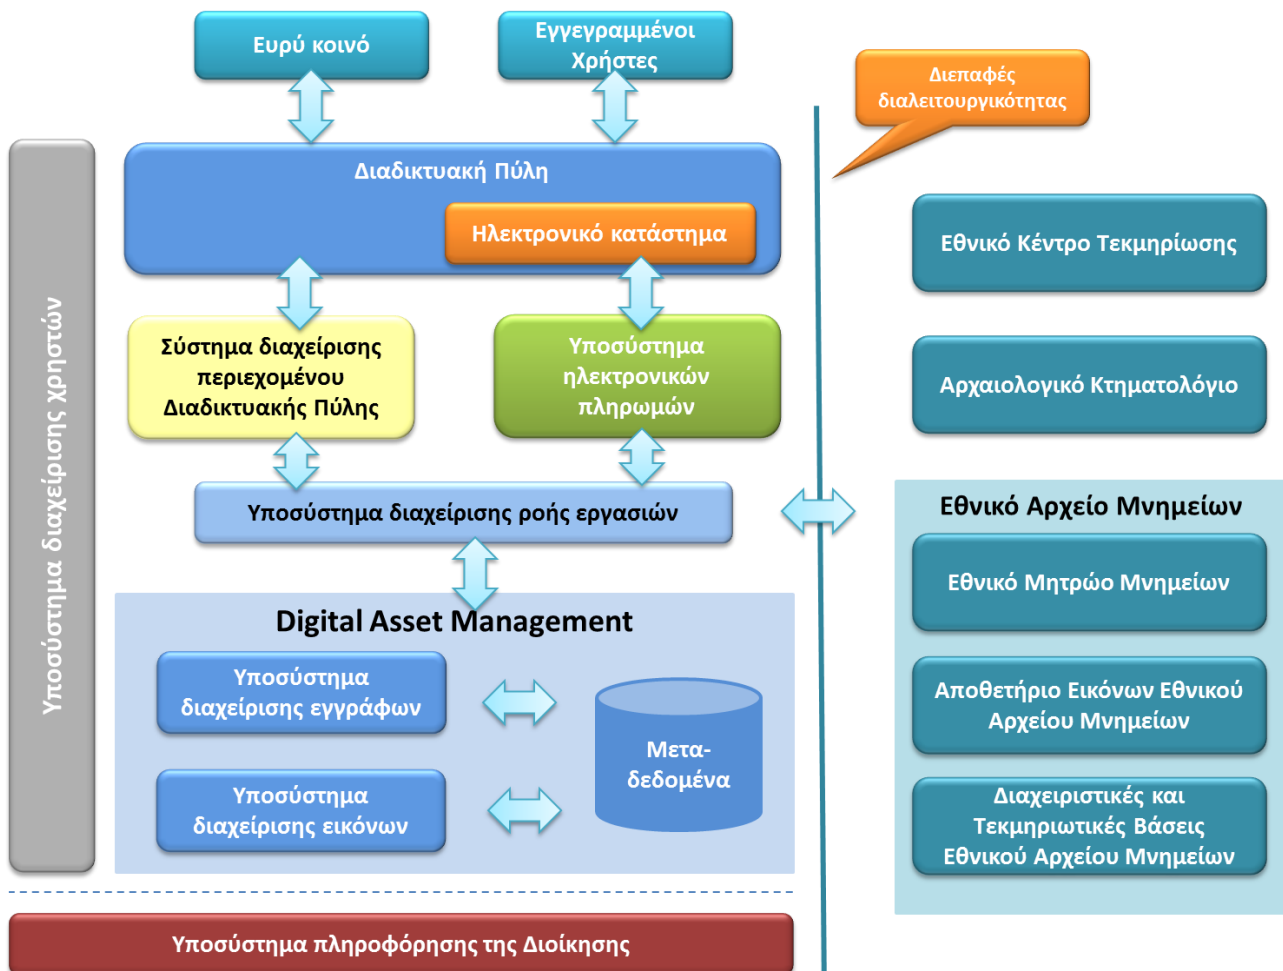 Ευρύ κοινό
Εγγεγραμμένοι
Χρήστες
Διεπαφές
διαλειτουργικότητας
Υποσύστημα διαχείρισης χρηστών
Διαδικτυακή Πύλη
Ηλεκτρονικό κατάστημα
Σύστημα διαχείρισης
περιεχομένου
Διαδικτυακής Πύλης
Υποσύστημα
ηλεκτρονικών
πληρωμών
Υποσύστημα διαχείρισης ροής εργασιών
Digital Asset Management
Υποσύστημα
διαχείρισης εγγράφων
Υποσύστημα
διαχείρισης εικόνων
Μετα-
δεδομένα
Υποσύστημα πληροφόρησης της Διοίκησης
Εθνικό Κέντρο Τεκμηρίωσης
Αρχαιολογικό Κτηματολόγιο
Εθνικό Αρχείο Μνημείων
Εθνικό Μητρώο Μνημείων
Αποθετήριο Εικόνων Εθνικού
Αρχείου Μνημείων
Διαχειριστικές και
Τεκμηριωτικές Βάσεις
Εθνικού Αρχείου Μνημείων